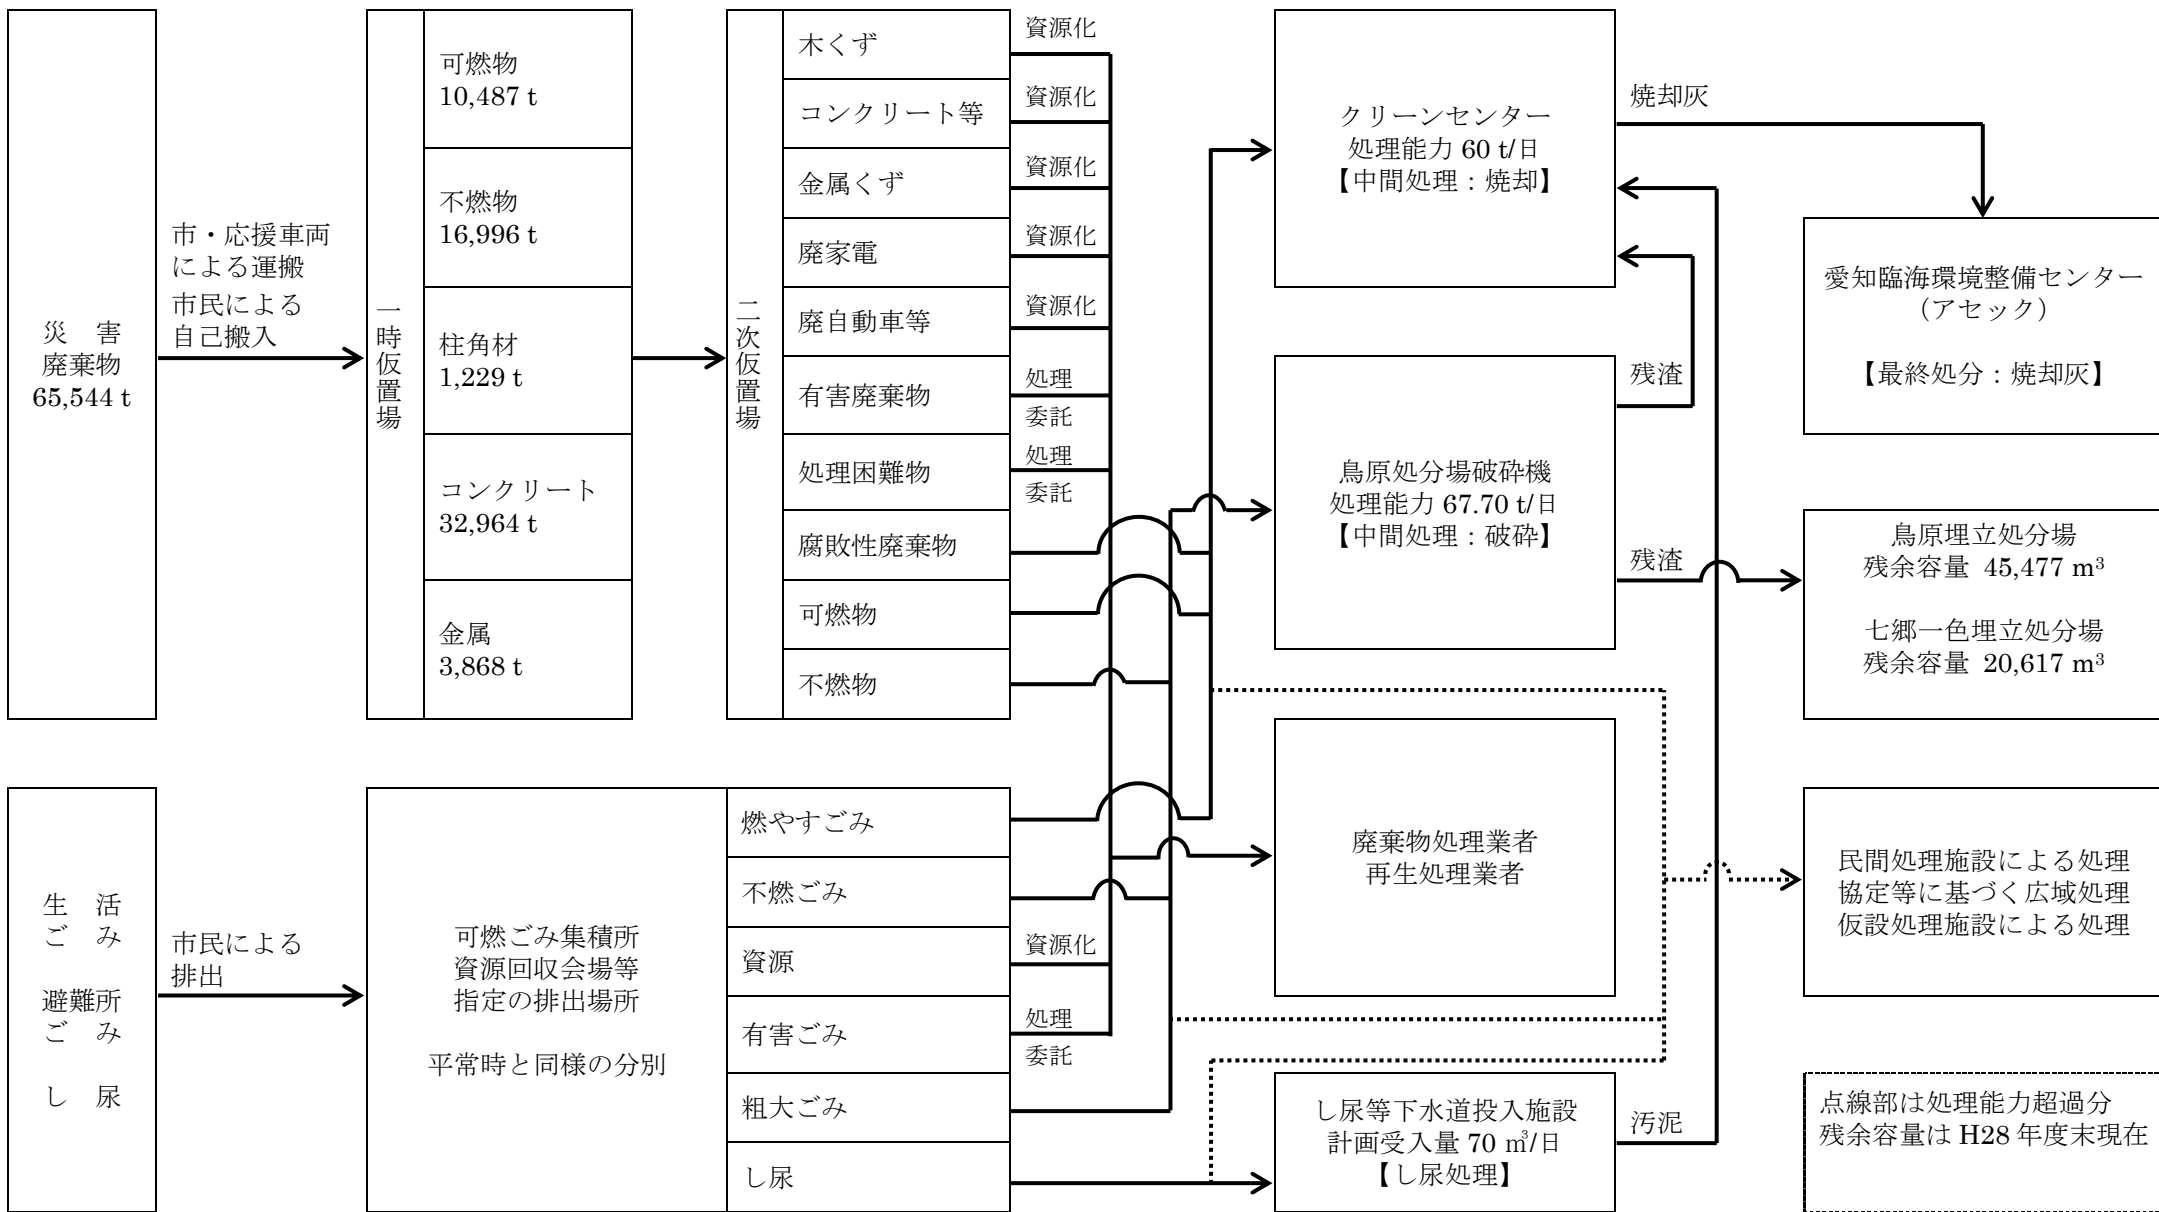 災　害
廃棄物
65,544 t
市・応援車両
による運搬
市民による
自己搬入
一時仮置場
可燃物
10,487 t
不燃物
16,996 t
柱角材
1,229 t
コンクリート
32,964 t
金属
3,868 t
二次仮置場
木くず
資源化
コンクリート等
資源化
金属くず
資源化
廃家電
資源化
廃自動車等
資源化
有害廃棄物
処理
委託
処理困難物
処理
委託
腐敗性廃棄物
可燃物
不燃物
クリーンセンター
処理能力 60 t/日
【中間処理：焼却】
焼却灰
愛知臨海環境整備センター
（アセック）
【最終処分：焼却灰】
鳥原処分場破砕機
処理能力 67.70 t/日
【中間処理：破砕】
残渣
残渣
鳥原埋立処分場
残余容量 45,477 m³
七郷一色埋立処分場
残余容量 20,617 m³
生　活
ご　み
避難所
ご　み
し　尿
市民による
排出
可燃ごみ集積所
資源回収会場等
指定の排出場所
平常時と同様の分別
燃やすごみ
不燃ごみ
資源
資源化
有害ごみ
処理
委託
粗大ごみ
し尿
廃棄物処理業者
再生処理業者
民間処理施設による処理
協定等に基づく広域処理
仮設処理施設による処理
し尿等下水道投入施設
計画受入量 70 ㎥/日
【し尿処理】
汚泥
点線部は処理能力超過分
残余容量は H28 年度末現在